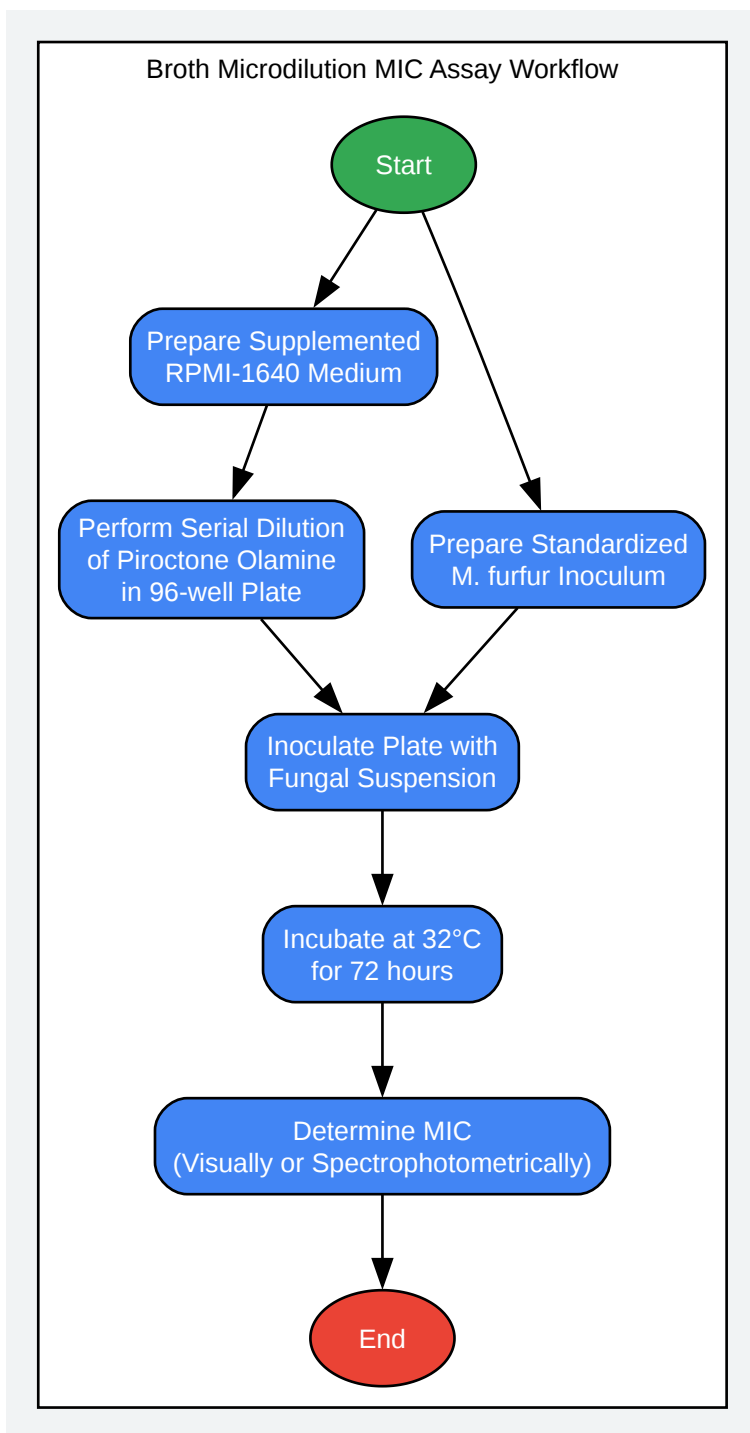 Broth Microdilution MIC Assay Workflow
Start
Prepare Supplemented
RPMI-1640 Medium
Perform Serial Dilution
of Piroctone Olamine
in 96-well Plate
Prepare Standardized
M. furfur Inoculum
Inoculate Plate with
Fungal Suspension
Incubate at 32°C
for 72 hours
Determine MIC
(Visually or Spectrophotometrically)
End